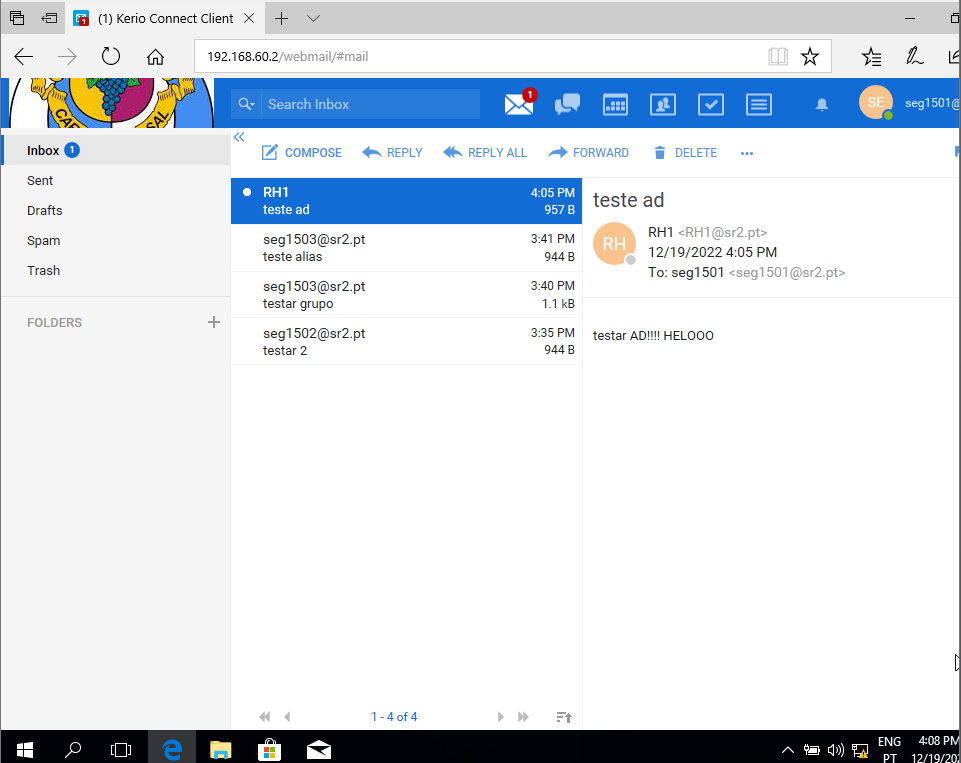 (1) Kerio Connect Client
192.168.60.2/webmail/#mail
Search Inbox
1
SE
seg1501@
Inbox 1
Sent
Drafts
Spam
Trash
FOLDERS
COMPOSE REPLY REPLY ALL FORWARD DELETE
RH1 4:05 PM
teste ad 957 B
seg1503@sr2.pt 3:41 PM
teste alias 944 B
seg1503@sr2.pt 3:40 PM
testar grupo 1.1 kB
seg1502@sr2.pt 3:35 PM
testar 2 944 B
1 - 4 of 4
teste ad
RH
RH1 <RH1@sr2.pt>
12/19/2022 4:05 PM
To: seg1501 <seg1501@sr2.pt>
testar AD!!!! HELOOO
ENG 4:08 PM
PT 12/19/20